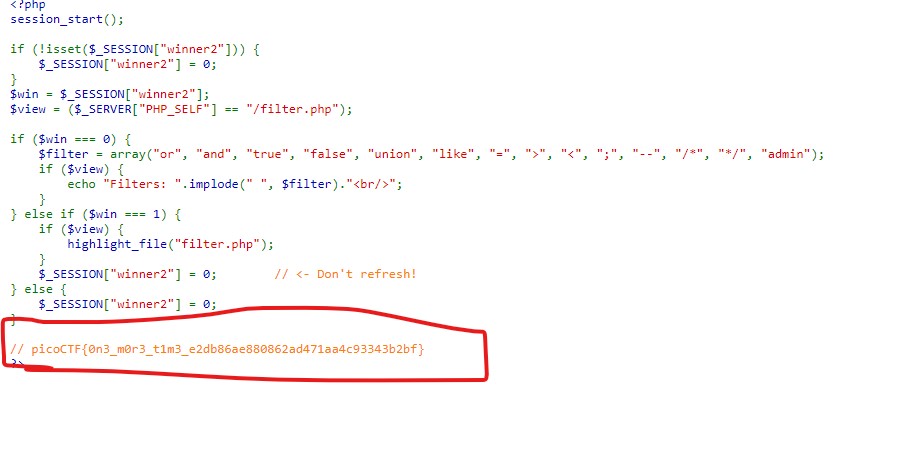 <?php
session_start();
if (!isset($_SESSION["winner2"])) {
    $_SESSION["winner2"] = 0;
}
$win = $_SESSION["winner2"];
$view = ($_SERVER["PHP_SELF"] == "/filter.php");
if ($win === 0) {
    $filter = array("or", "and", "true", "false", "union", "like", "=", ">", "<", ";", "--", "/*", "*/", "admin");
    if ($view) {
        echo "Filters: ".implode(" ", $filter)."<br/>";
    }
} else if ($win === 1) {
    if ($view) {
        highlight_file("filter.php");
    }
    $_SESSION["winner2"] = 0;        // <- Don't refresh!
} else {
    $_SESSION["winner2"] = 0;
}
// picoCTF{0n3_m0r3_t1m3_e2db86ae880862ad471aa4c93343b2bf}
?>